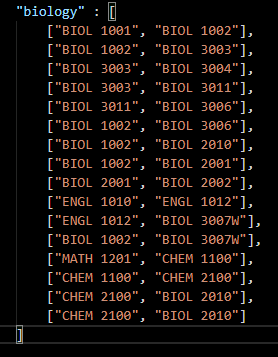 "biology" : [
["BIOL 1001", "BIOL 1002"],
["BIOL 1002", "BIOL 3003"],
["BIOL 3003", "BIOL 3004"],
["BIOL 3003", "BIOL 3011"],
["BIOL 3011", "BIOL 3006"],
["BIOL 1002", "BIOL 3006"],
["BIOL 1002", "BIOL 2010"],
["BIOL 1002", "BIOL 2001"],
["BIOL 2001", "BIOL 2002"],
["ENGL 1010", "ENGL 1012"],
["ENGL 1012", "BIOL 3007W"],
["BIOL 1002", "BIOL 3007W"],
["MATH 1201", "CHEM 1100"],
["CHEM 1100", "CHEM 2100"],
["CHEM 2100", "BIOL 2010"],
["CHEM 2100", "BIOL 2010"]
]